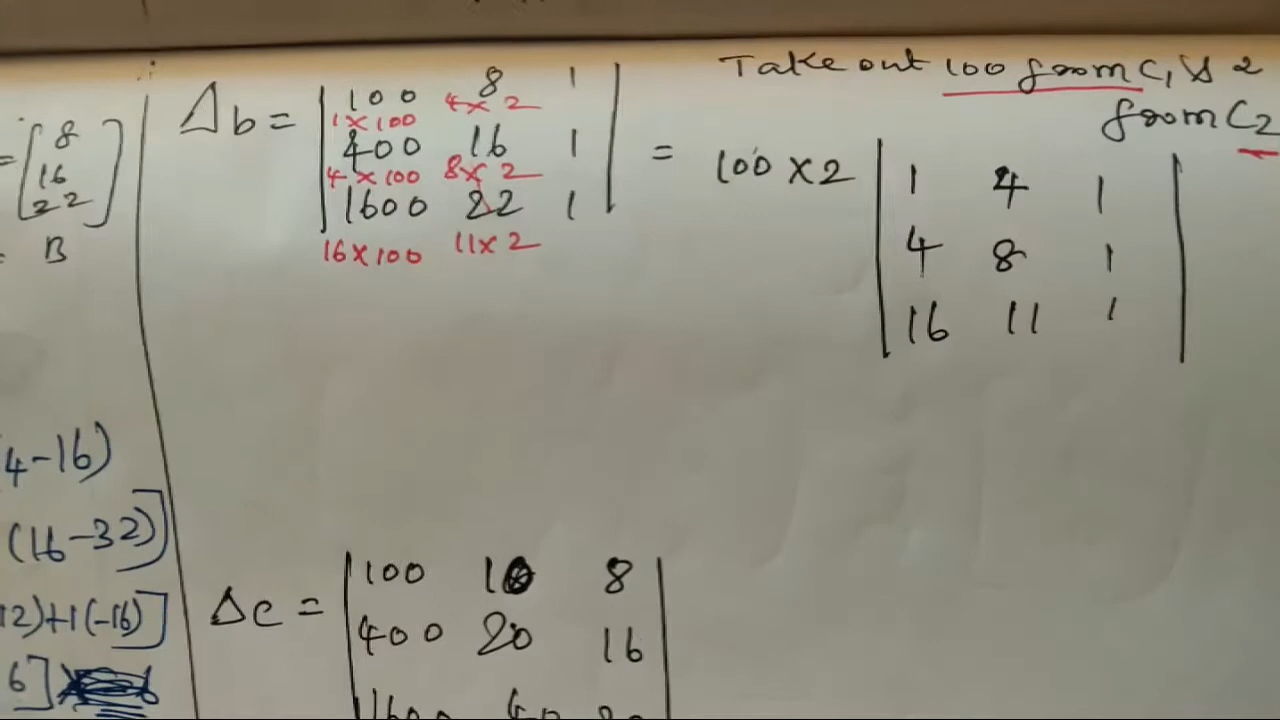 Take out 100 from C1 & 2
from C2
= [8
16
22]
= B
Δb = | 100 8 1 |
1×100 4×2
| 400 16 1 |
4×100 8×2
| 1600 22 1 |
16×100 11×2
= 100×2 | 1 4 1 |
| 4 8 1 |
| 16 11 1 |
4-16)
(16-32)]
12)+1(-16)]
6]
Δc = | 100 10 8 |
| 400 20 16 |